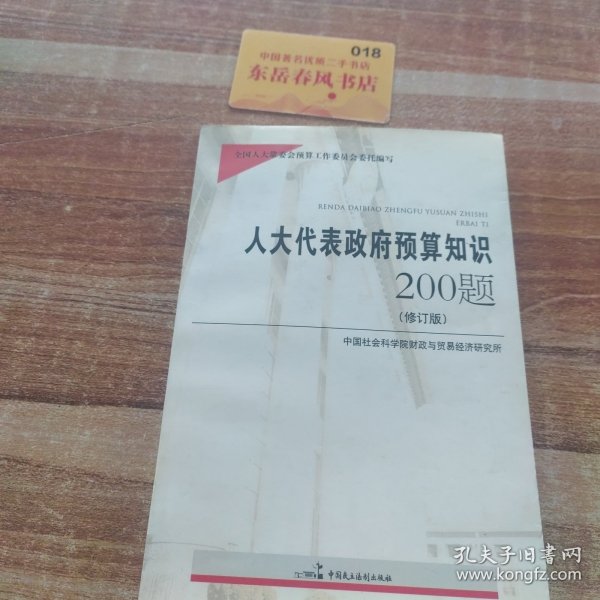 018
中国著名优质二手书店
东岳春风书店
全国人大常委会预算工作委员会委托编写
RENDA DAIBIAO ZHENGFU YUSUAN ZHISHI
ERBAI TI
人大代表政府预算知识
200题
(修订版)
中国社会科学院财政与贸易经济研究所
中国民主法制出版社
孔夫子旧书网
www.kongfz.com